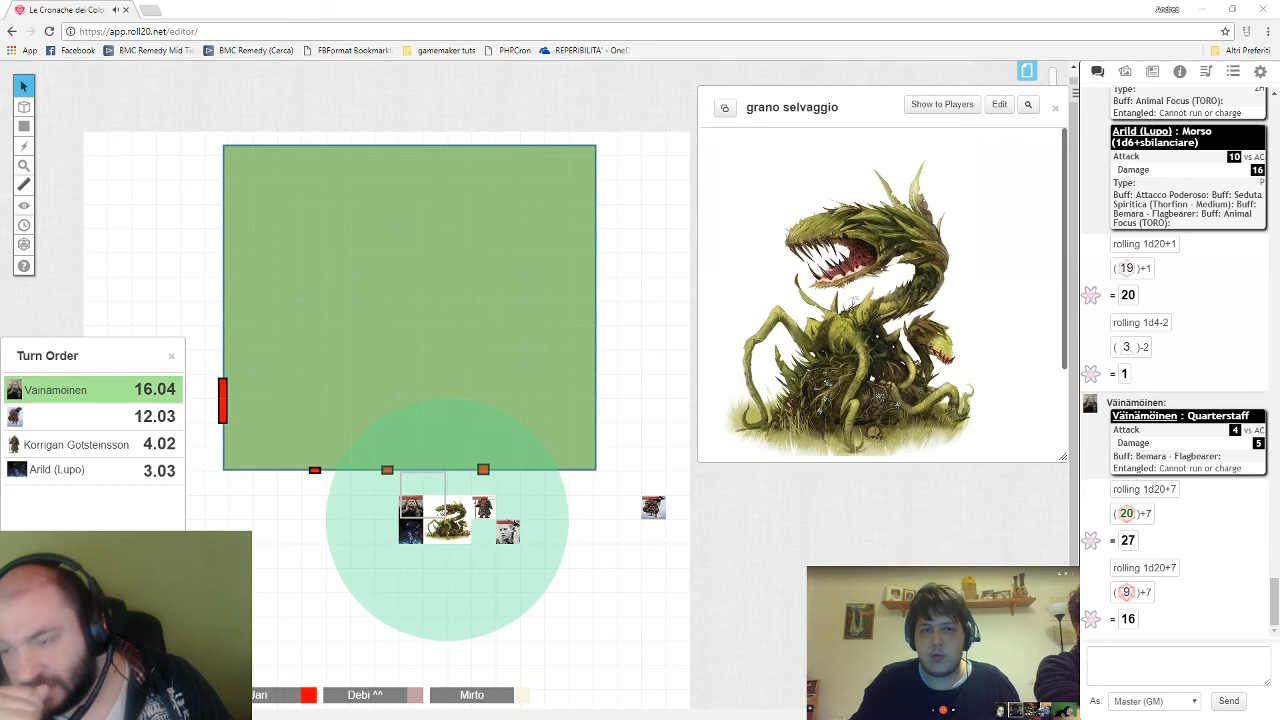 Le Cronache dei Colo
Andrea
https://app.roll20.net/editor/
App
Facebook
BMC Remedy Mid Tie
BMC Remedy (Cerca)
FBFormat Bookmarkl
gamemaker tuts
PHPCron
REPERIBILITA' - OneD
Altri Preferiti
grano selvaggio
Show to Players
Edit
Turn Order
Väinämöinen 16.04
12.03
Korrigan Gotsteinsson 4.02
Arild (Lupo) 3.03
Jari
Debi ^^
Mirto
Type:
Buff: Animal Focus (TORO):
Entangled: Cannot run or charge
Arild (Lupo) : Morso
(1d6+sbilanciare)
Attack 10 vs AC
Damage 16
Type: P
Buff: Attacco Poderoso: Buff: Seduta
Spiritica (Thorfinn - Medium): Buff:
Bemara - Flagbearer: Buff: Animal
Focus (TORO):
rolling 1d20+1
( 19 )+1
= 20
rolling 1d4-2
( 3 )-2
= 1
Väinämöinen:
Väinämöinen : Quarterstaff
Attack 4 vs AC
Damage 5
Buff: Bemara - Flagbearer:
Entangled: Cannot run or charge
rolling 1d20+7
( 20 )+7
= 27
rolling 1d20+7
( 9 )+7
= 16
As: Master (GM)
Send